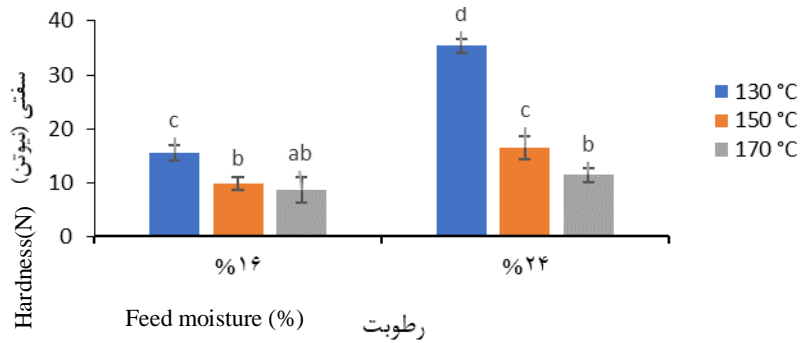 40
30
20
10
0
سفتی (نیوتن)
Hardness(N)
c
b
ab
d
c
b
130 °C
150 °C
170 °C
%۱۶
%۲۴
Feed moisture (%)
رطوبت